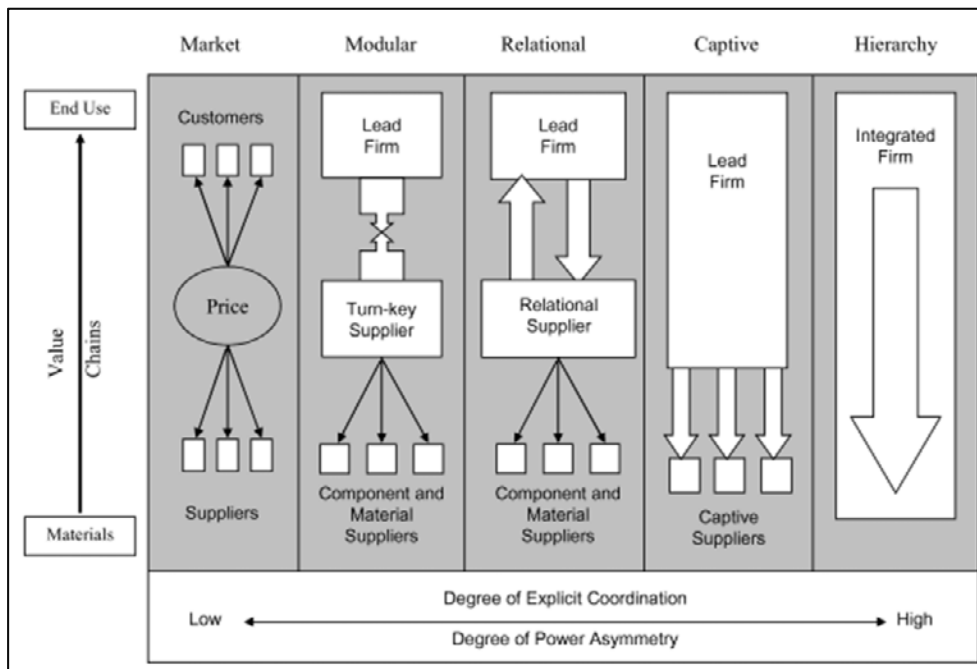 Market Modular Relational Captive Hierarchy
End Use
Value
Chains
Materials
Customers
Price
Suppliers
Lead
Firm
Turn-key
Supplier
Component and
Material
Suppliers
Lead
Firm
Relational
Supplier
Component and
Material
Suppliers
Lead
Firm
Captive
Suppliers
Integrated
Firm
Degree of Explicit Coordination
Low High
Degree of Power Asymmetry